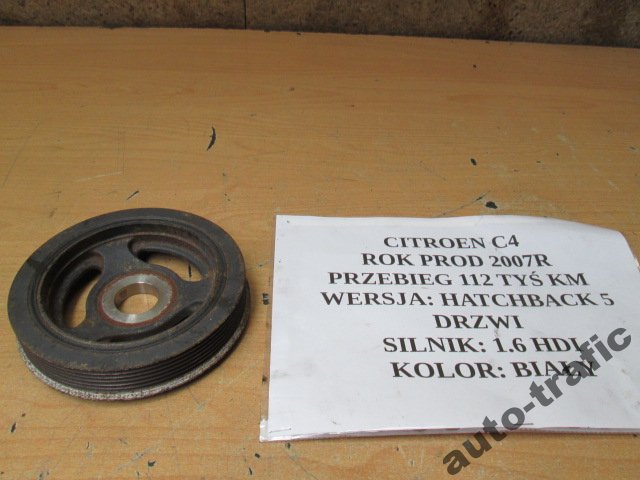 CITROEN C4
ROK PROD 2007R
PRZEBIEG 112 TYŚ KM
WERSJA: HATCHBACK 5
DRZWI
SILNIK: 1.6 HDI
KOLOR: BIAŁY
auto-trafic